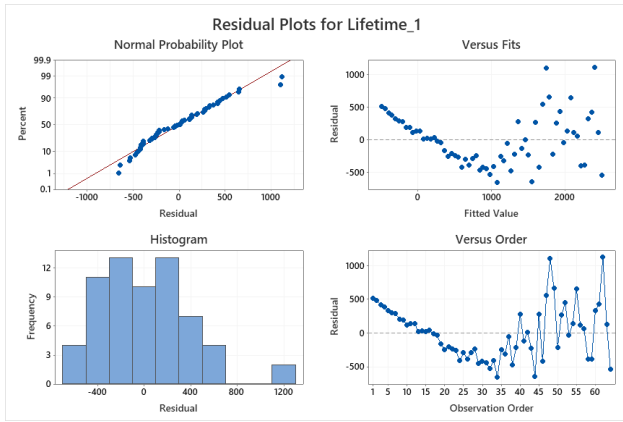 Residual Plots for Lifetime_1
Normal Probability Plot
99.9
99
90
50
10
1
0.1
Percent
-1000 -500 0 500 1000
Residual
Versus Fits
1000
500
0
-500
Residual
0 1000 2000
Fitted Value
Histogram
12
9
6
3
0
Frequency
-400 0 400 800 1200
Residual
Versus Order
1000
500
0
-500
Residual
1 5 10 15 20 25 30 35 40 45 50 55 60
Observation Order